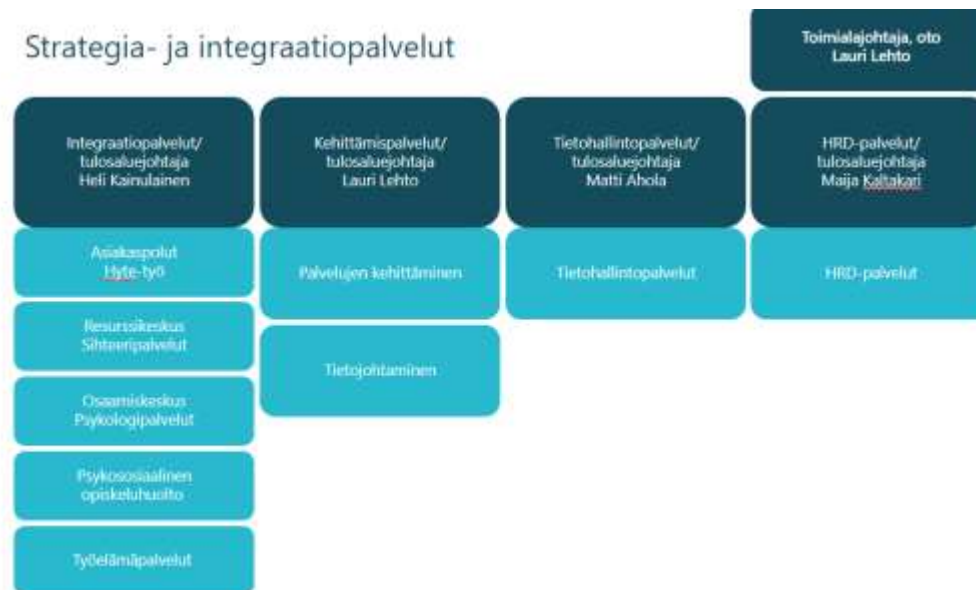 Strategia- ja integraatiopalvelut
Toimialajohtaja, oto
Lauri Lehto
Integraatiopalvelut/
tulosaluejohtaja
Heli Kainulainen
Kehittämispalvelut/
tulosaluejohtaja
Lauri Lehto
Tietohallintopalvelut/
tulosaluejohtaja
Matti Ahola
HRD-palvelut/
tulosaluejohtaja
Maija Kaltakari
Asiakaspolut
Hyte-työ
Palvelujen kehittäminen
Tietohallintopalvelut
HRD-palvelut
Resurssikeskus
Sihteeripalvelut
Tietojohtaminen
Osaamiskeskus
Psykologipalvelut
Psykososiaalinen
opiskeluhuolto
Työelämäpalvelut